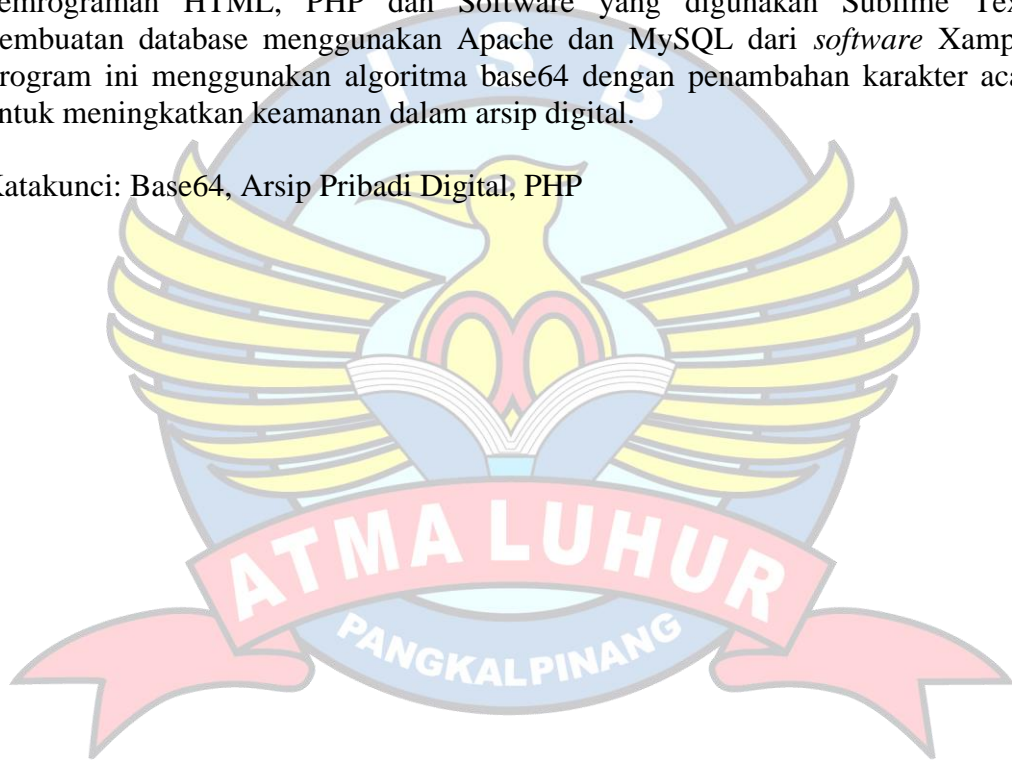 emrograman HTML, PHP dan Software yang digunakan Sublime Tex
embuatan database menggunakan Apache dan MySQL dari software Xamp
rogram ini menggunakan algoritma base64 dengan penambahan karakter aca
ntuk meningkatkan keamanan dalam arsip digital.
Katakunci: Base64, Arsip Pribadi Digital, PHP
I S B
ATMA LUHUR
PANGKALPINANG